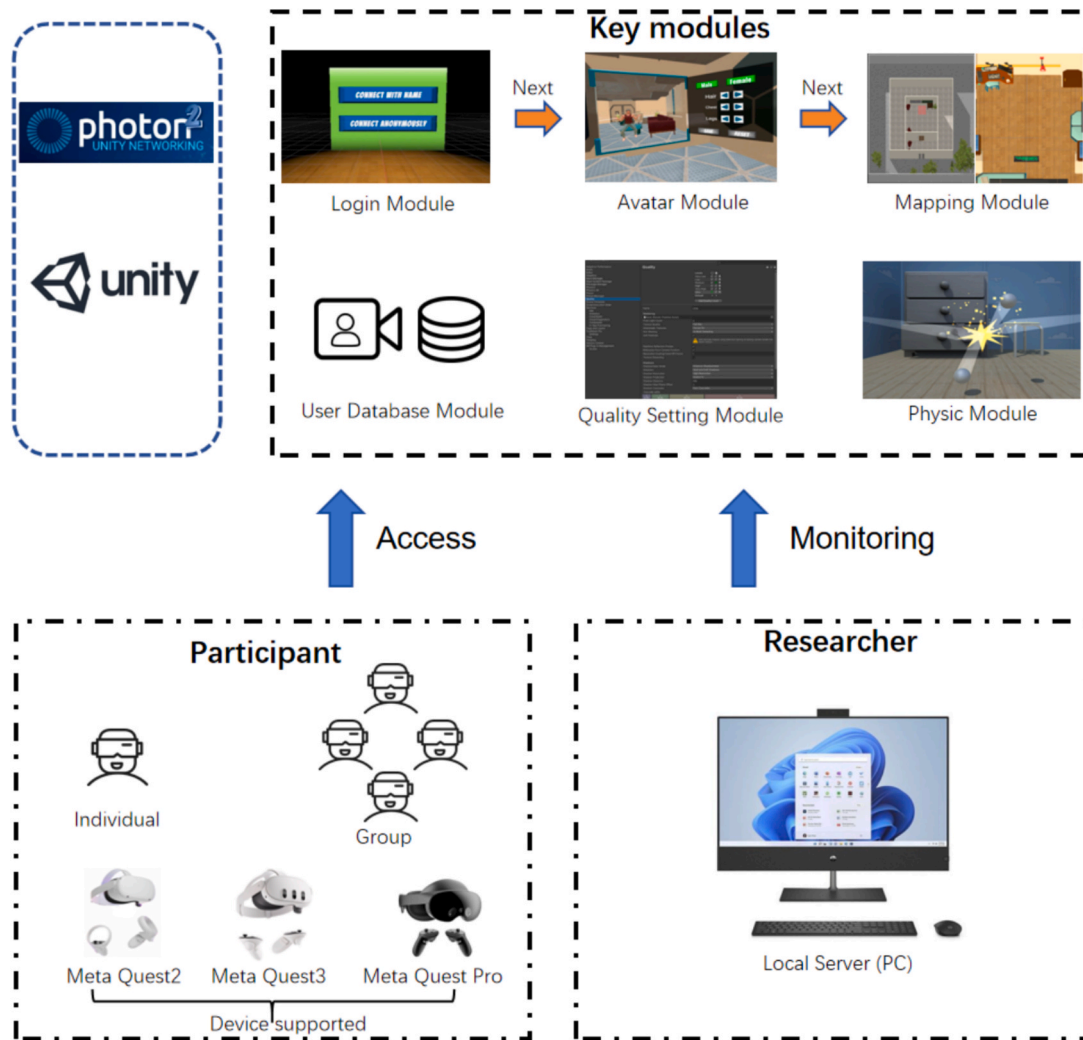 Key modules
photon2
UNITY NETWORKING
unity
CONNECT WITH NAME
CONNECT ANONYMOUSLY
Next
Male Female
Next
Login Module
Avatar Module
Mapping Module
User Database Module
Quality Setting Module
Physic Module
Access
Monitoring
Participant
Individual
Group
Meta Quest2
Meta Quest3
Meta Quest Pro
Device supported
Researcher
Local Server (PC)